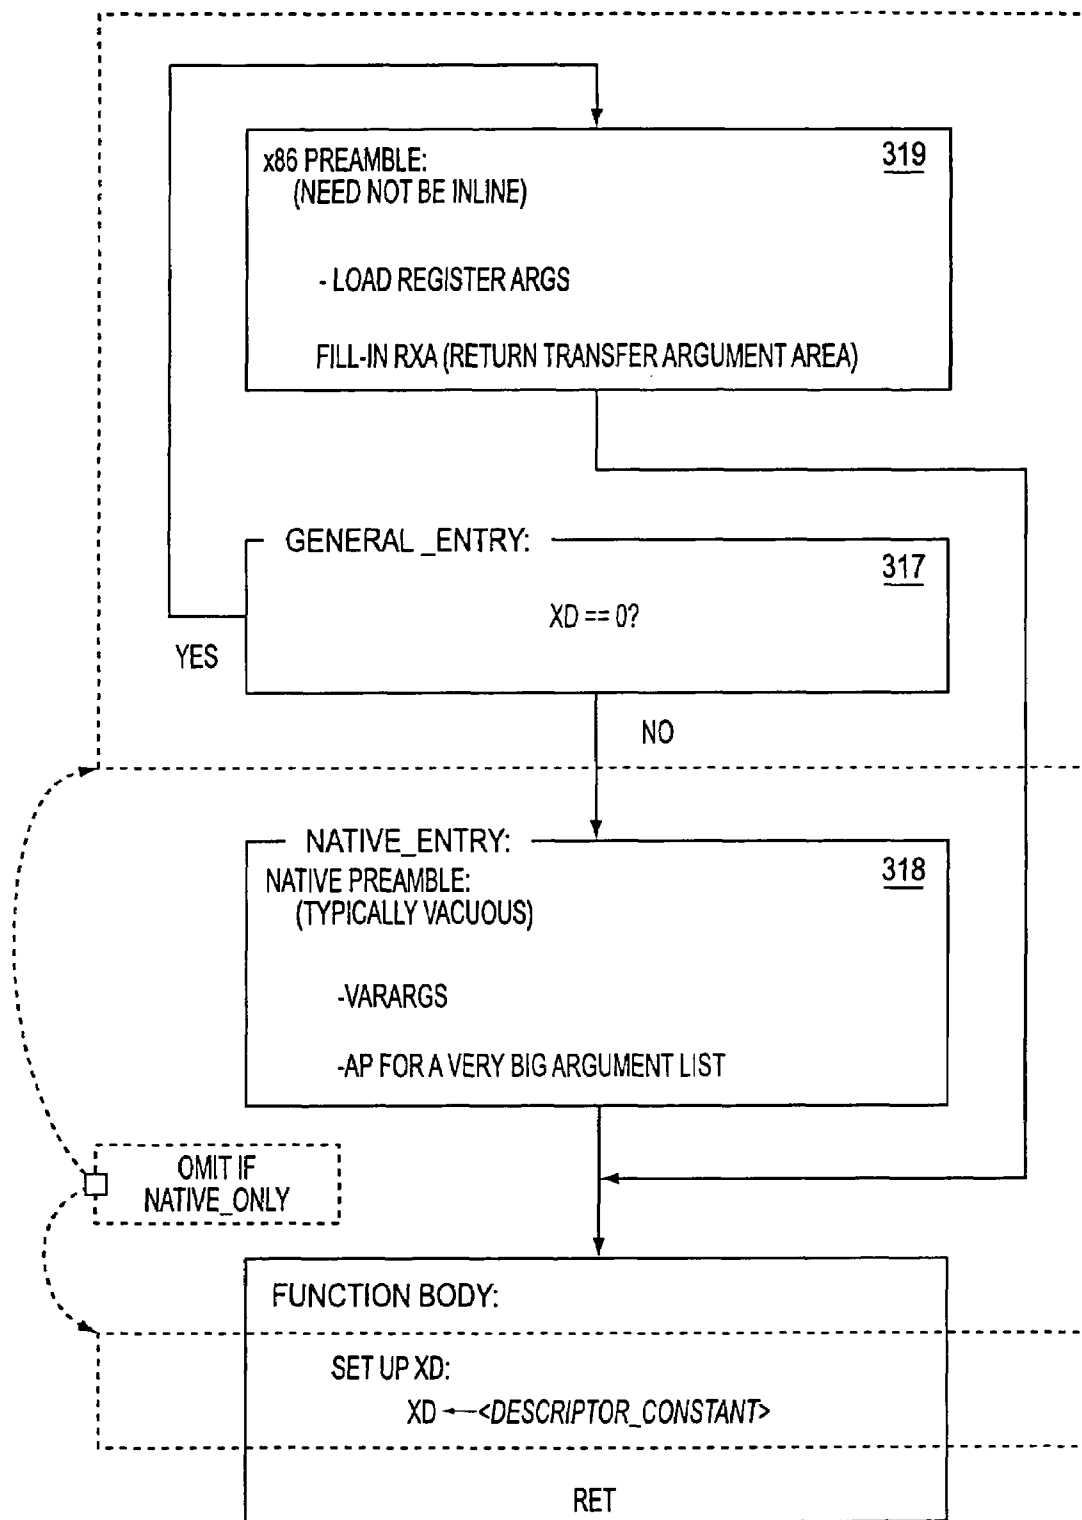 x86 PREAMBLE:
319
(NEED NOT BE INLINE)
- LOAD REGISTER ARGS
FILL-IN RXA (RETURN TRANSFER ARGUMENT AREA)
GENERAL_ENTRY:
317
XD == 0?
YES
NO
NATIVE_ENTRY:
318
NATIVE PREAMBLE:
(TYPICALLY VACUOUS)
-VARARGS
-AP FOR A VERY BIG ARGUMENT LIST
OMIT IF
NATIVE_ONLY
FUNCTION BODY:
SET UP XD:
XD ←<DESCRIPTOR_CONSTANT>
RET